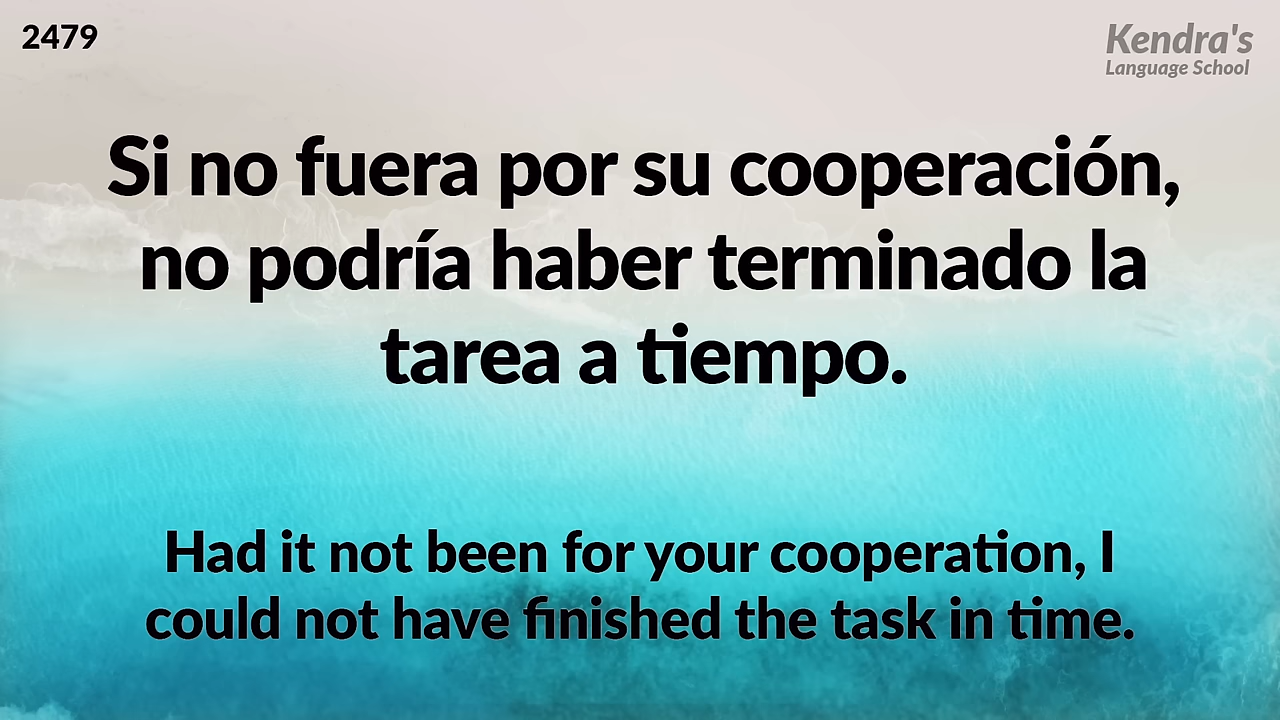 2479
Kendra's
Language School
Si no fuera por su cooperación,
no podría haber terminado la
tarea a tiempo.
Had it not been for your cooperation, I
could not have finished the task in time.